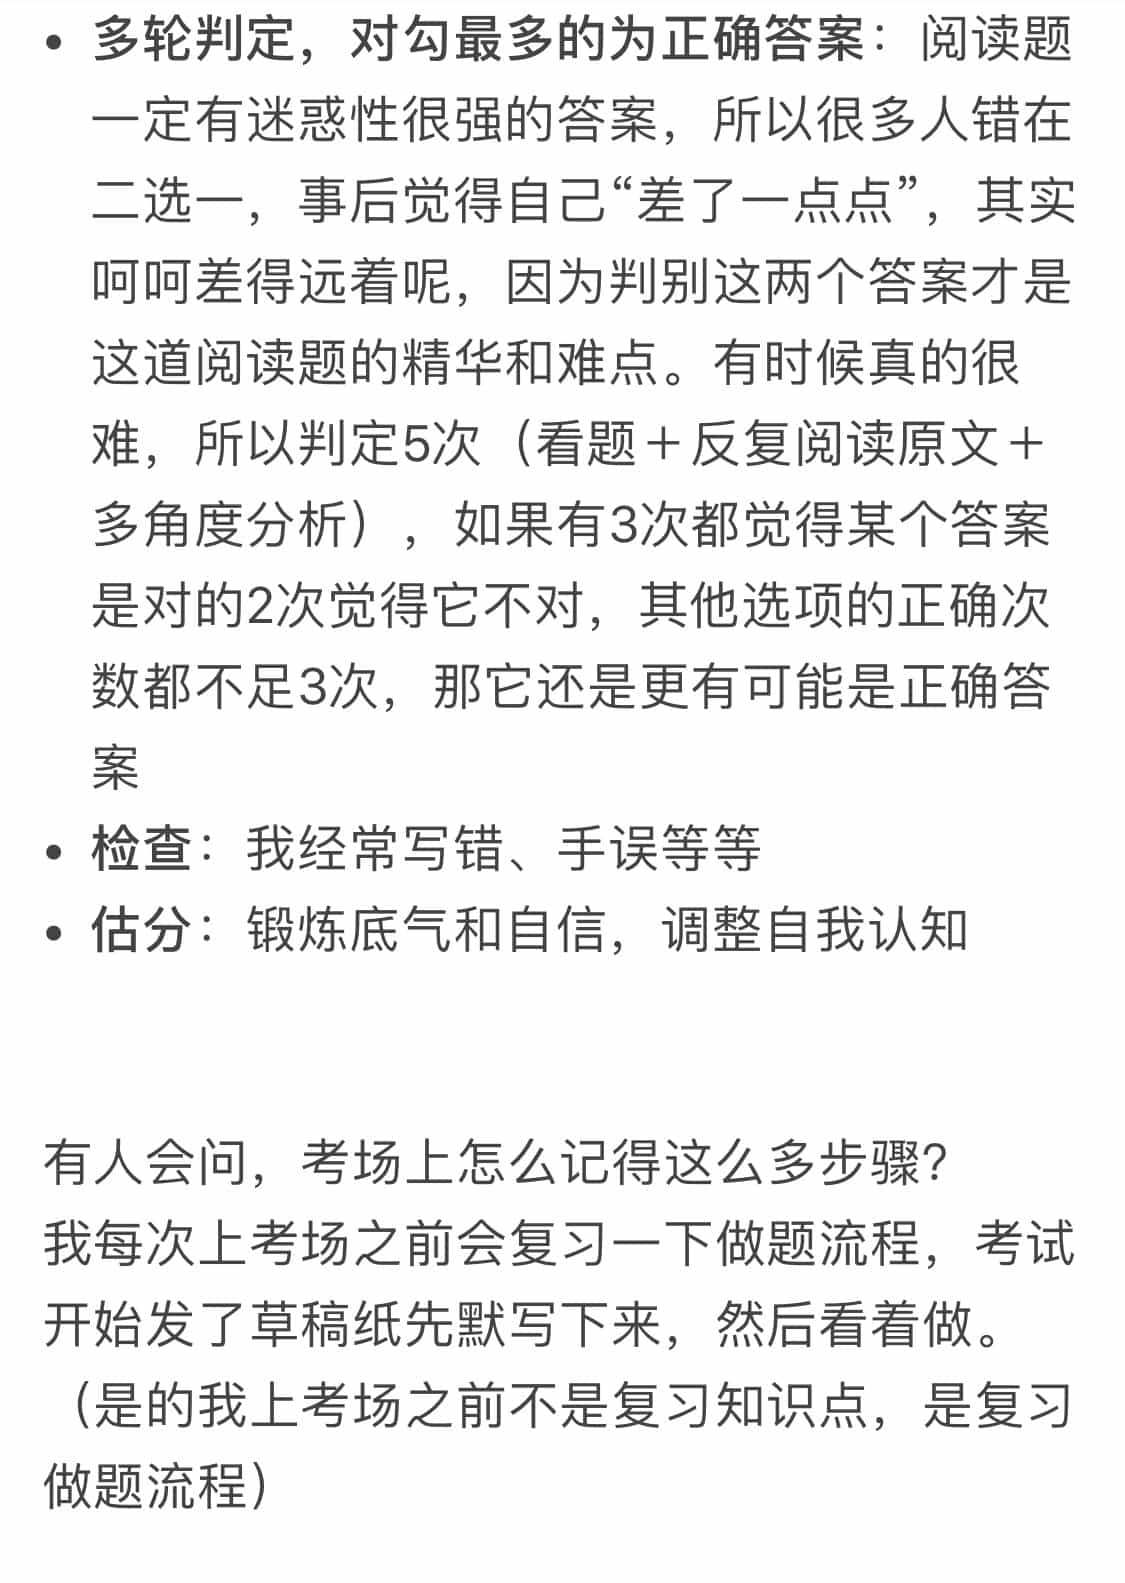 • 多轮判定，对勾最多的为正确答案：阅读题
一定有迷惑性很强的答案，所以很多人错在
二选一，事后觉得自己“差了一点点”，其实
呵呵差得远着呢，因为判别这两个答案才是
这道阅读题的精华和难点。有时候真的很
难，所以判定5次（看题＋反复阅读原文＋
多角度分析），如果有3次都觉得某个答案
是对的2次觉得它不对，其他选项的正确次
数都不足3次，那它还是更有可能是正确答
案
• 检查：我经常写错、手误等等
• 估分：锻炼底气和自信，调整自我认知
有人会问，考场上怎么记得这么多步骤？
我每次上考场之前会复习一下做题流程，考试
开始发了草稿纸先默写下来，然后看着做。
（是的我上考场之前不是复习知识点，是复习
做题流程）